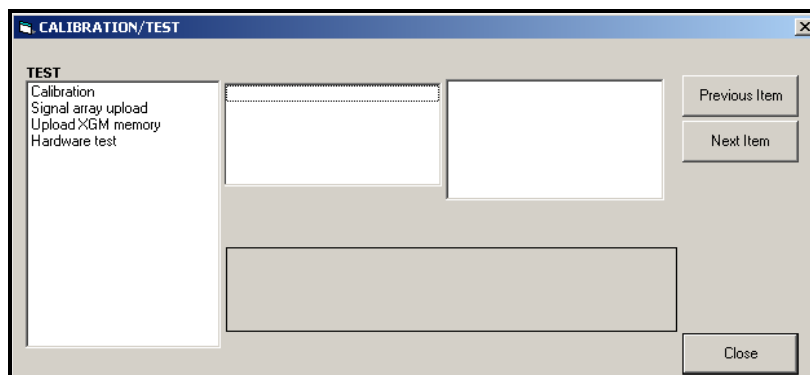 CALIBRATION/TEST
TEST
Calibration
Signal array upload
Upload XGM memory
Hardware test
Previous Item
Next Item
Close